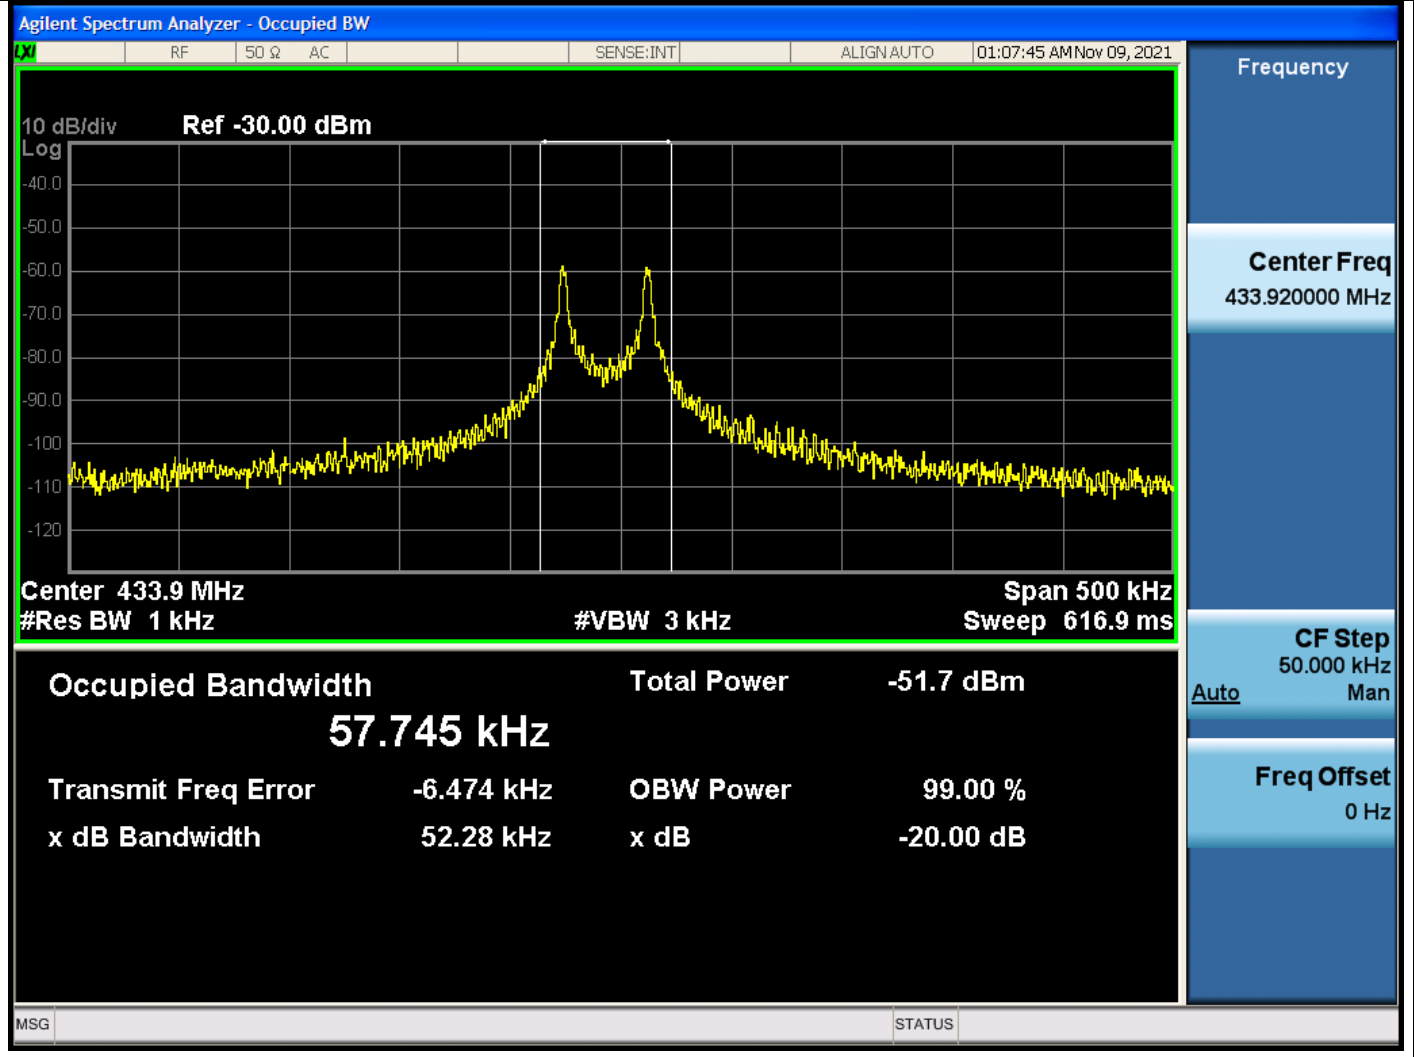 Agilent Spectrum Analyzer - Occupied BW
LXI RF 50 Ω AC SENSE:INT ALIGN AUTO 01:07:45 AM Nov 09, 2021
Frequency
10 dB/div Ref -30.00 dBm
Log
-40.0
-50.0
-60.0
-70.0
-80.0
-90.0
-100
-110
-120
Center 433.9 MHz Span 500 kHz
#Res BW 1 kHz #VBW 3 kHz Sweep 616.9 ms
Occupied Bandwidth Total Power -51.7 dBm
57.745 kHz
Transmit Freq Error -6.474 kHz OBW Power 99.00 %
x dB Bandwidth 52.28 kHz x dB -20.00 dB
Center Freq
433.920000 MHz
CF Step
50.000 kHz
Auto Man
Freq Offset
0 Hz
MSG STATUS